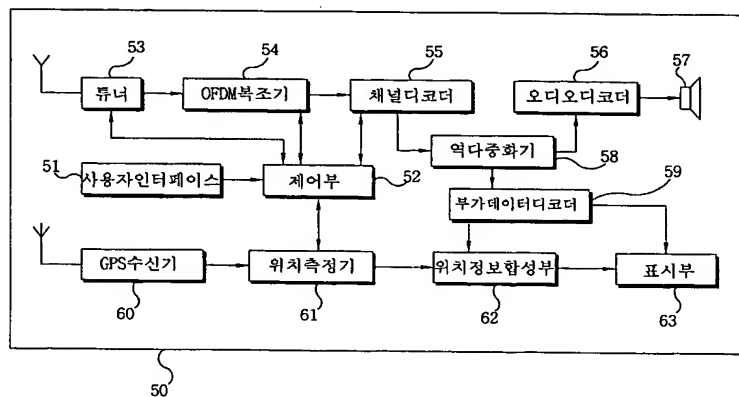 53
54
55
56
57
튜너
OFDM복조기
채널디코더
오디오디코더
역다중화기
58
51
사용자인터페이스
제어부
52
59
부가데이터디코더
GPS수신기
위치측정기
위치정보합성부
표시부
60
61
62
63
50